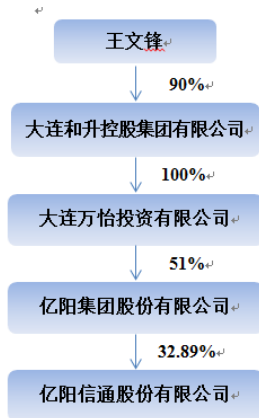 王文锋
90%
大连和升控股集团有限公司
100%
大连万怡投资有限公司
51%
亿阳集团股份有限公司
32.89%
亿阳信通股份有限公司